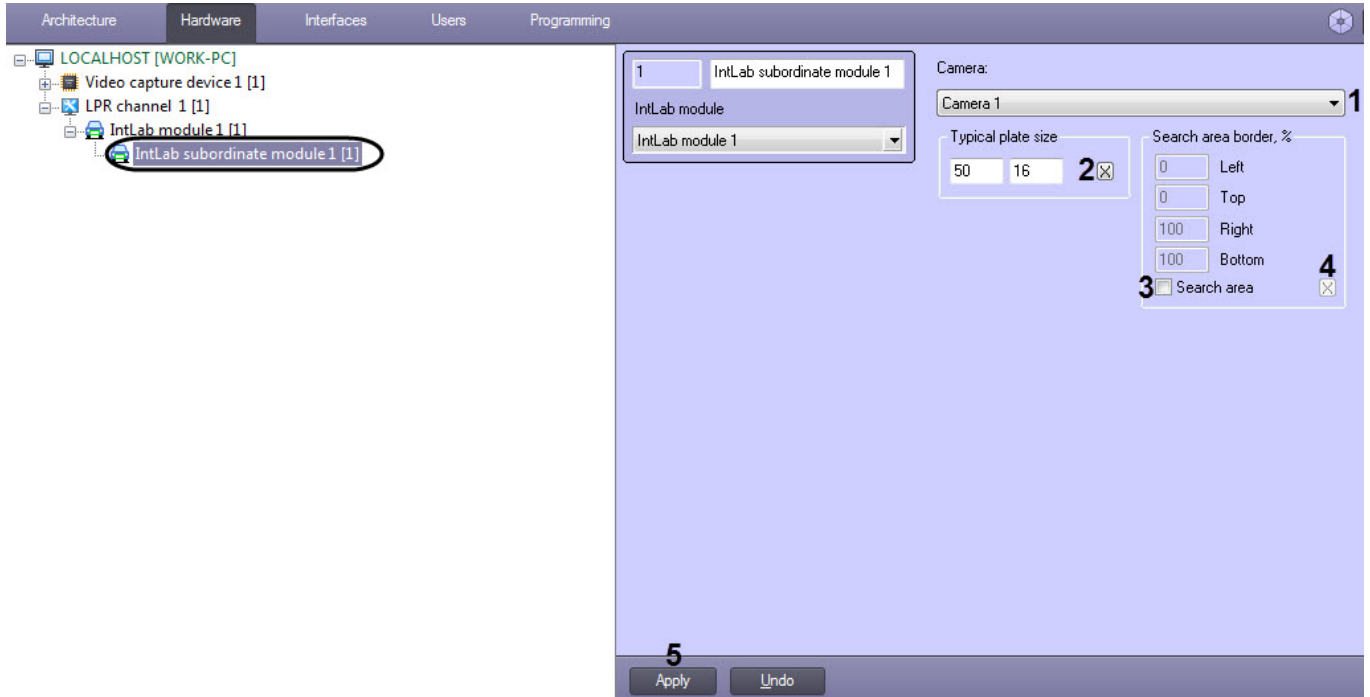 Architecture Hardware Interfaces Users Programming
LOCALHOST [WORK-PC]
Video capture device 1 [1]
LPR channel 1 [1]
IntLab module 1 [1]
IntLab subordinate module 1 [1]
1 IntLab subordinate module 1
IntLab module
IntLab module 1
Camera:
Camera 1 1
Typical plate size
50 16 2
Search area border, %
0 Left
0 Top
100 Right
100 Bottom
4
3 Search area
5
Apply Undo